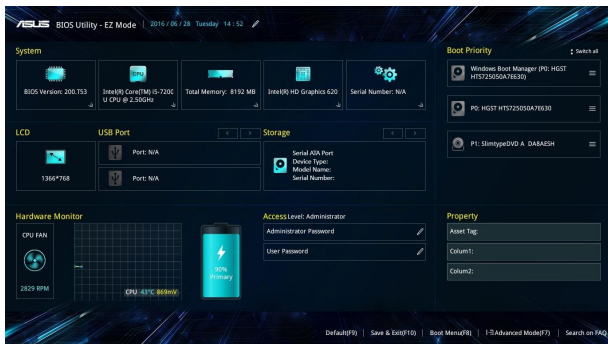 ASUS BIOS Utility - EZ Mode 2016/06/28 Tuesday 14:52
System
BIOS Version: 200.T53
CPU
Intel(R) Core(TM) i5-7200
U CPU @ 2.50GHz
Total Memory: 8192 MB
Intel(R) HD Graphics 620
Serial Number: N/A
Boot Priority
Switch all
Windows Boot Manager (P0: HGST
HTS725050A7E630)
P0: HGST HTS725050A7E630
P1: SlimtypeDVD A DA8AESH
LCD
1366*768
USB Port
Port: N/A
Port: N/A
Storage
Serial ATA Port
Device Type:
Model Name:
Serial Number:
Hardware Monitor
CPU FAN
2829 RPM
CPU 43°C 869mV
90%
Primary
Access Level: Administrator
Administrator Password
User Password
Property
Asset Tag:
Colum1:
Colum2:
Default(F9) | Save & Exit(F10) | Boot Menu(F8) | Advanced Mode(F7) | Search on FAQ